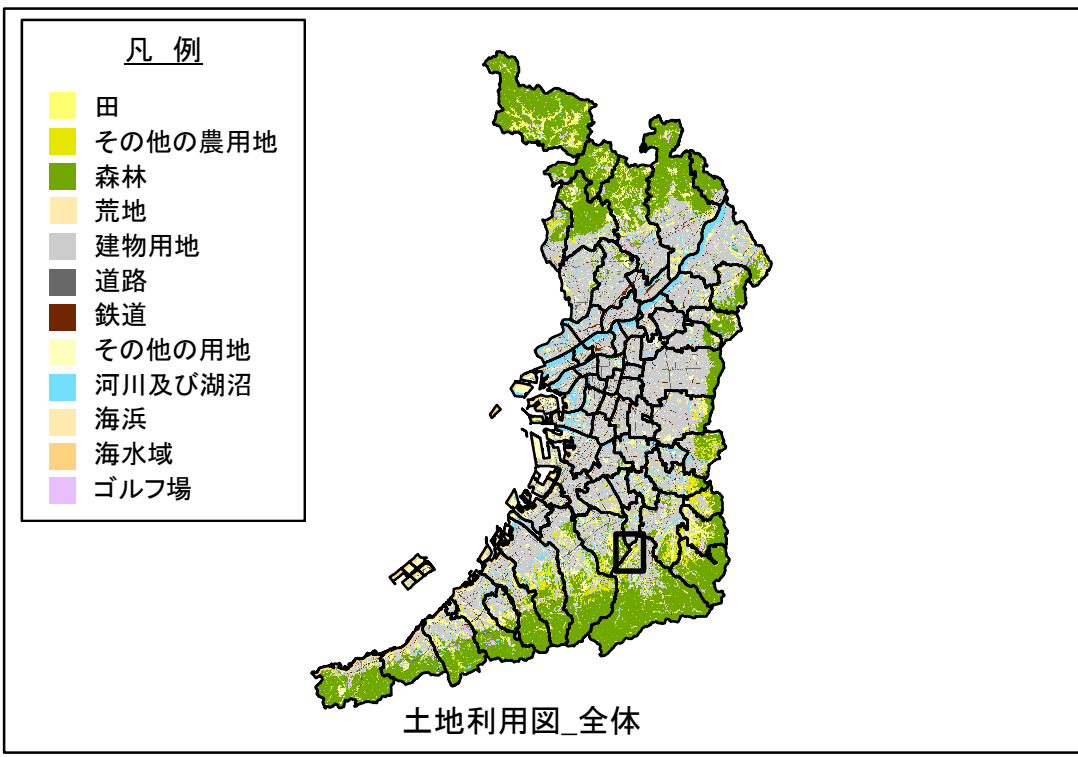 凡 例
田
その他の農用地
森林
荒地
建物用地
道路
鉄道
その他の用地
河川及び湖沼
海浜
海水域
ゴルフ場
土地利用図_全体